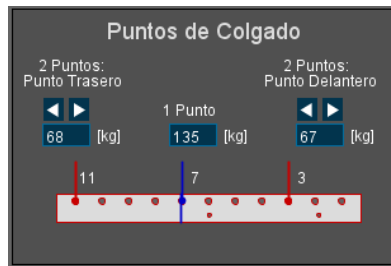 Puntos de Colgado
2 Puntos:
Punto Trasero
2 Puntos:
Punto Delantero
1 Punto
68 [kg]
135 [kg]
67 [kg]
11
7
3